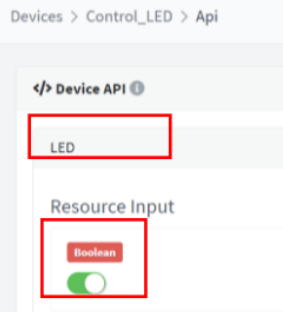 Devices > Control_LED > Api
</> Device API
LED
Resource Input
Boolean